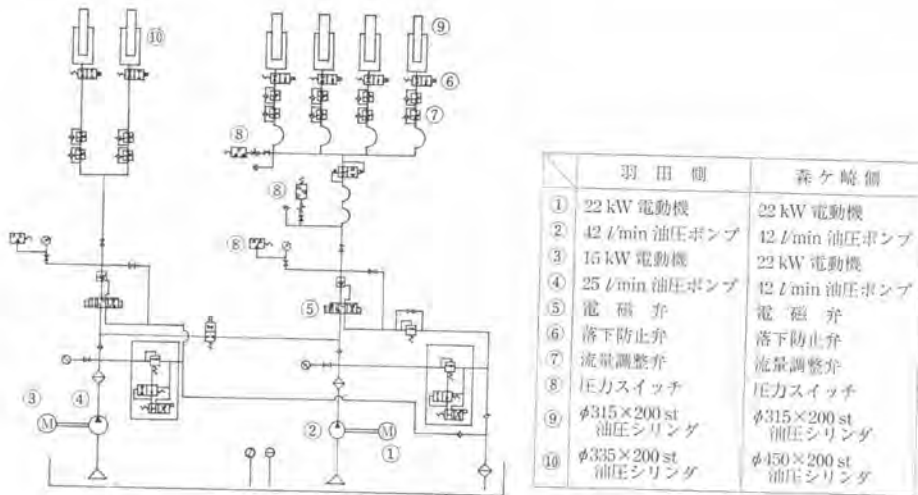 ⑩
⑨
⑥
⑦
⑧
⑧
⑧
⑤
③
④
②
①
M
M
羽田側 森ケ崎側
① 22 kW 電動機 22 kW 電動機
② 42 l/min 油圧ポンプ 42 l/min 油圧ポンプ
③ 15 kW 電動機 22 kW 電動機
④ 25 l/min 油圧ポンプ 42 l/min 油圧ポンプ
⑤ 電磁弁 電磁弁
⑥ 落下防止弁 落下防止弁
⑦ 流量調整弁 流量調整弁
⑧ 圧力スイッチ 圧力スイッチ
⑨ φ315×200 st φ315×200 st
油圧シリンダ 油圧シリンダ
⑩ φ335×200 st φ450×200 st
油圧シリンダ 油圧シリンダ